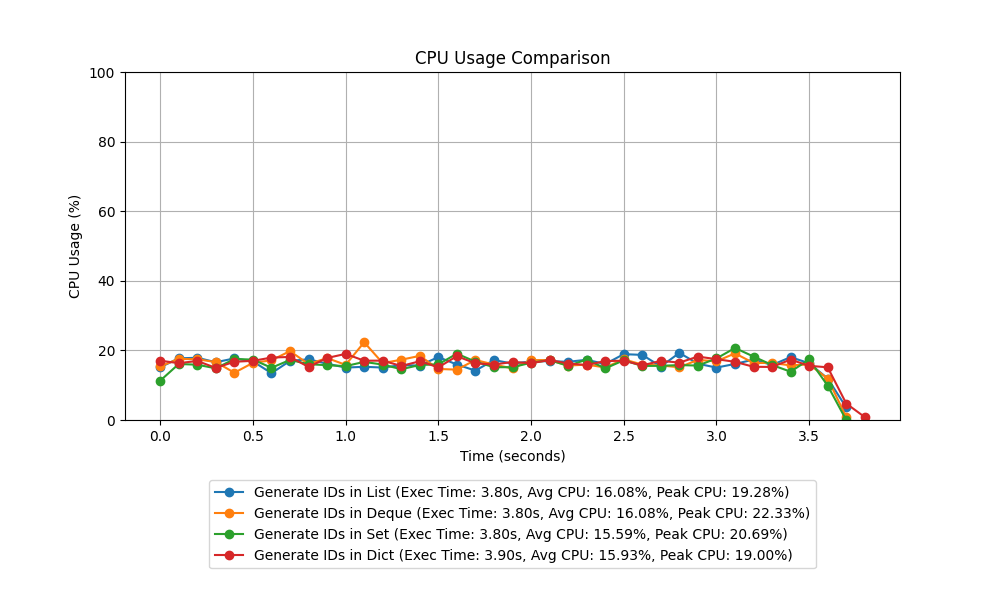 CPU Usage Comparison
100
80
60
40
20
0
CPU Usage (%)
0.0 0.5 1.0 1.5 2.0 2.5 3.0 3.5
Time (seconds)
Generate IDs in List (Exec Time: 3.80s, Avg CPU: 16.08%, Peak CPU: 19.28%)
Generate IDs in Deque (Exec Time: 3.80s, Avg CPU: 16.08%, Peak CPU: 22.33%)
Generate IDs in Set (Exec Time: 3.80s, Avg CPU: 15.59%, Peak CPU: 20.69%)
Generate IDs in Dict (Exec Time: 3.90s, Avg CPU: 15.93%, Peak CPU: 19.00%)